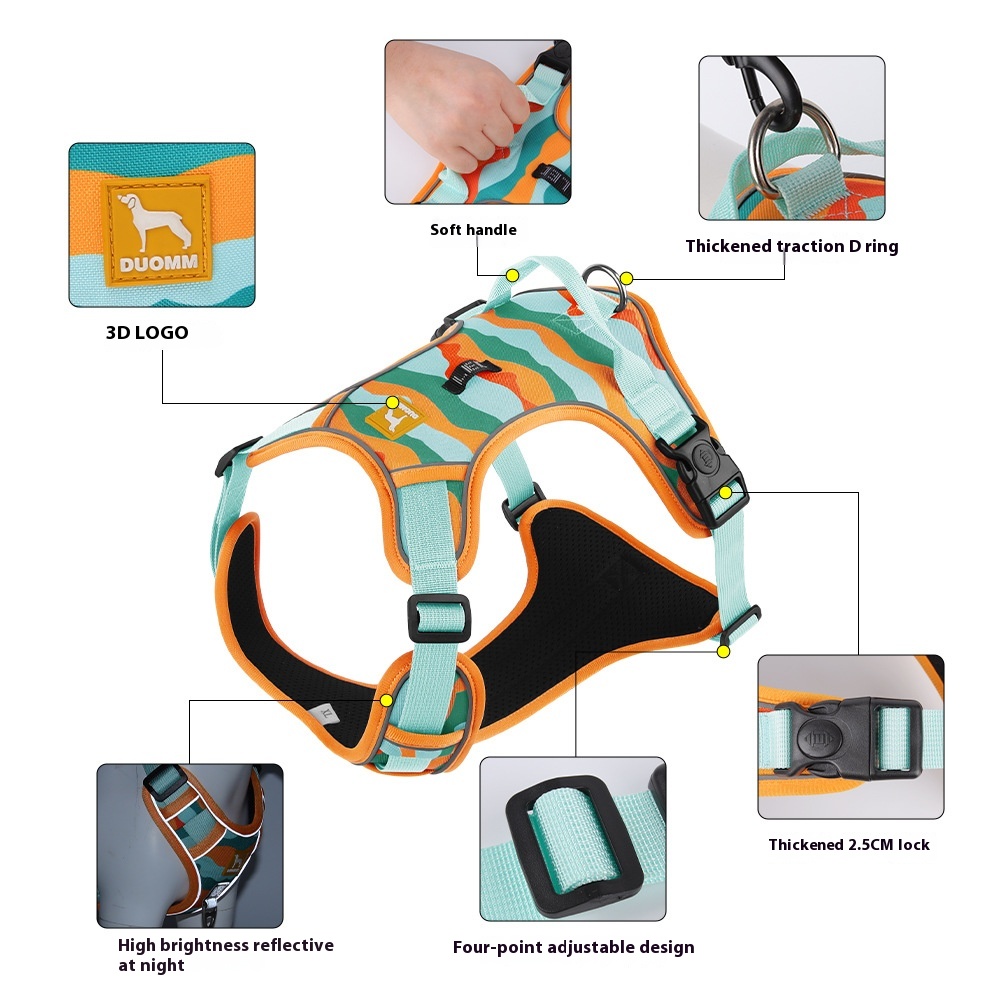 Soft handle
Thickened traction D ring
DUOMM
3D LOGO
XL
Thickened 2.5CM lock
High brightness reflective
at night
Four-point adjustable design